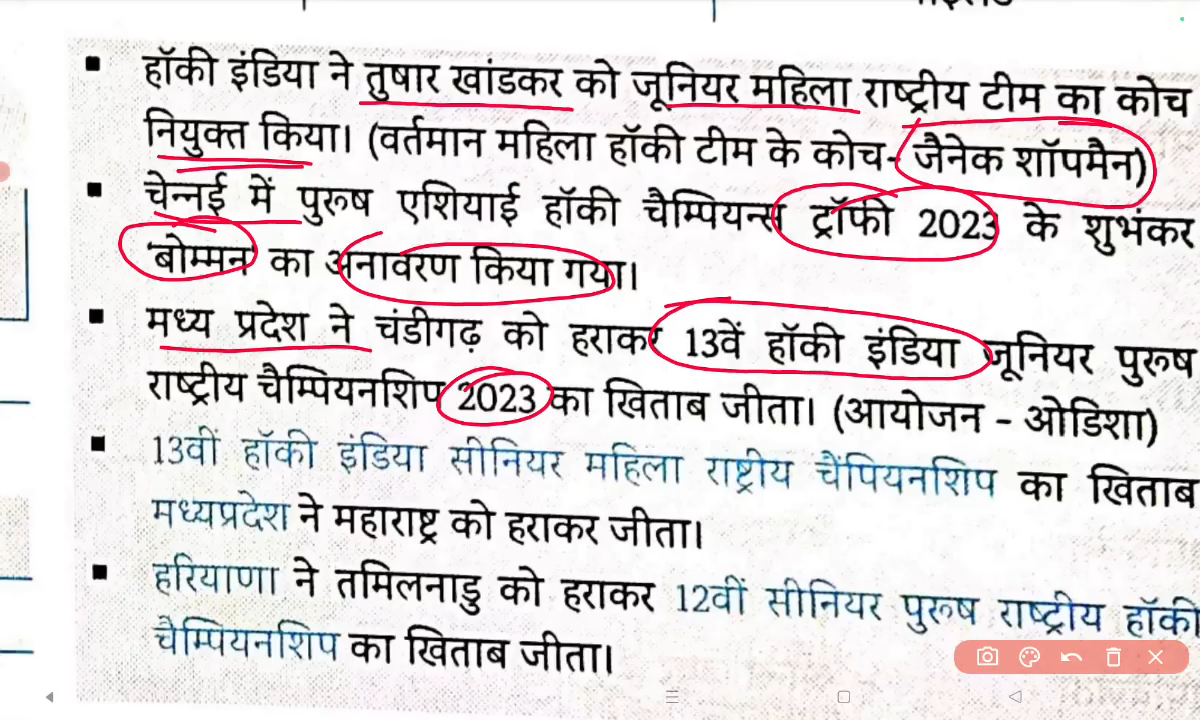 हॉकी इंडिया ने तुषार खांडकर को जूनियर महिला राष्ट्रीय टीम का कोच
नियुक्त किया। (वर्तमान महिला हॉकी टीम के कोच- जैनेक शॉपमैन)
चेन्नई में पुरुष एशियाई हॉकी चैम्पियन्स ट्रॉफी 2023 के शुभंकर
'बोम्मन' का अनावरण किया गया।
मध्य प्रदेश ने चंडीगढ़ को हराकर 13वें हॉकी इंडिया जूनियर पुरुष
राष्ट्रीय चैम्पियनशिप 2023 का खिताब जीता। (आयोजन - ओडिशा)
13वीं हॉकी इंडिया सीनियर महिला राष्ट्रीय चैंपियनशिप का खिताब
मध्यप्रदेश ने महाराष्ट्र को हराकर जीता।
हरियाणा ने तमिलनाडु को हराकर 12वीं सीनियर पुरुष राष्ट्रीय हॉकी
चैम्पियनशिप का खिताब जीता।